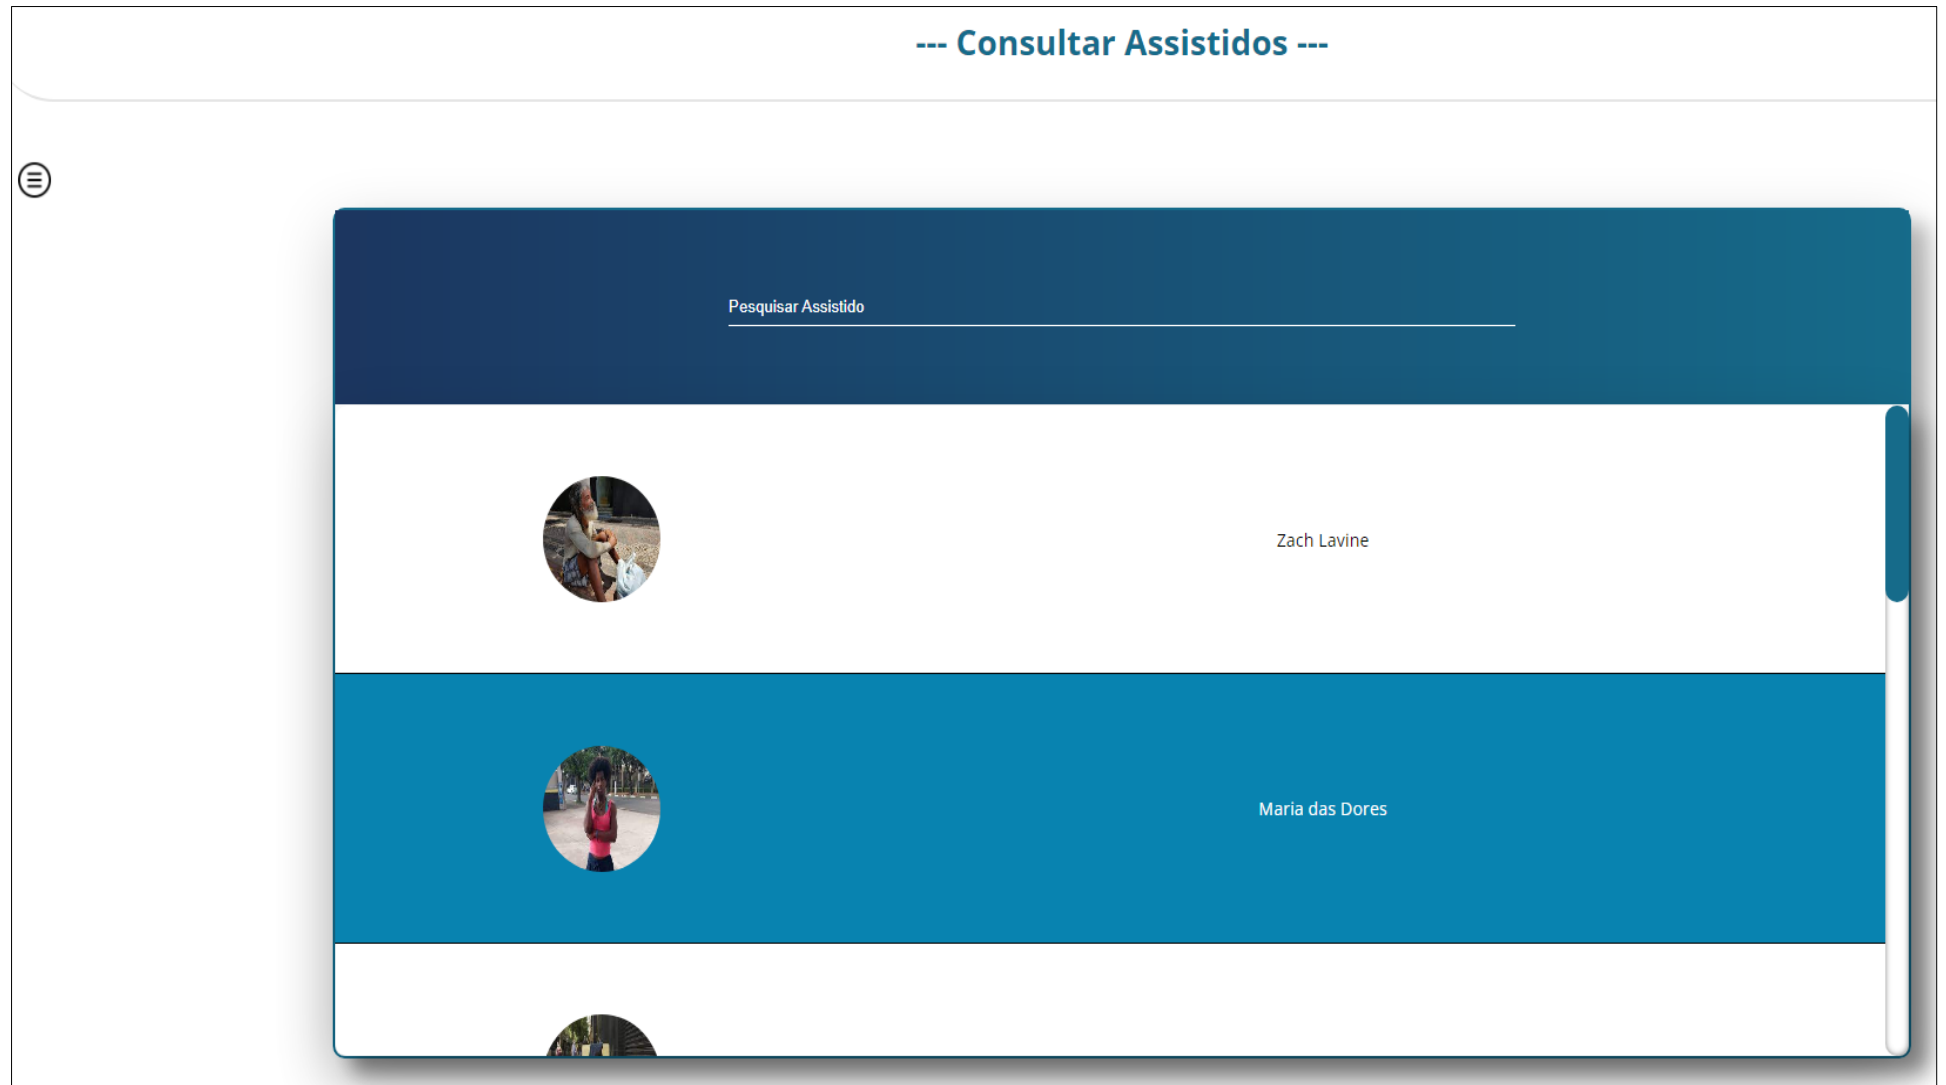 --- Consultar Assistidos ---
Pesquisar Assistido
Zach Lavine
Maria das Dores